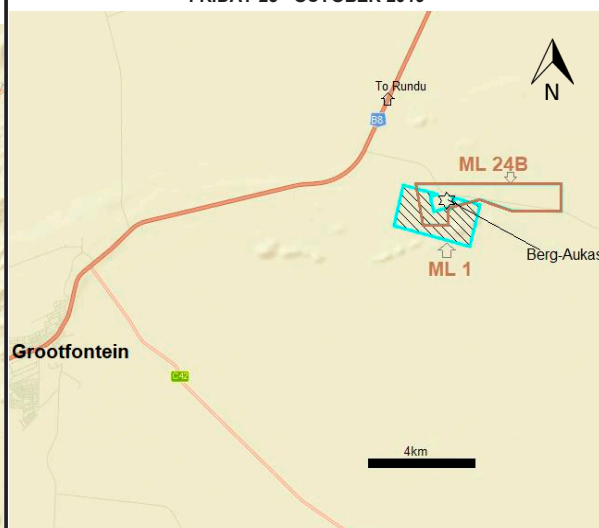 To Rundu
N
B8
ML 24B
Berg-Aukas
ML 1
Grootfontein
C42
4km